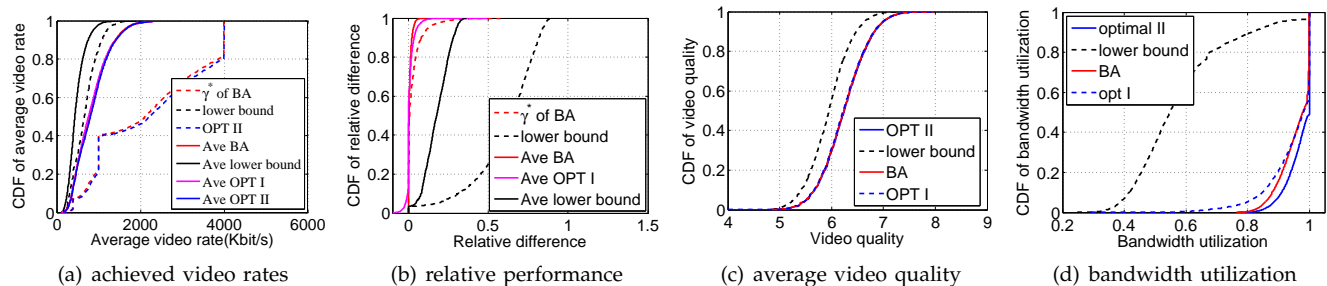 CDF of average video rate
1
0.8
0.6
0.4
0.2
0
0 2000 4000 6000
Average video rate(Kbit/s)
γ* of BA
lower bound
OPT II
Ave BA
Ave lower bound
Ave OPT I
Ave OPT II
(a) achieved video rates
CDF of relative difference
1
0.8
0.6
0.4
0.2
0
0 0.5 1 1.5
Relative difference
γ* of BA
lower bound
Ave BA
Ave OPT I
Ave lower bound
(b) relative performance
CDF of video quality
1
0.8
0.6
0.4
0.2
0
4 5 6 7 8 9
Video quality
OPT II
lower bound
BA
OPT I
(c) average video quality
CDF of bandwidth utilization
1
0.8
0.6
0.4
0.2
0
0.2 0.4 0.6 0.8 1
Bandwidth utilization
optimal II
lower bound
BA
opt I
(d) bandwidth utilization